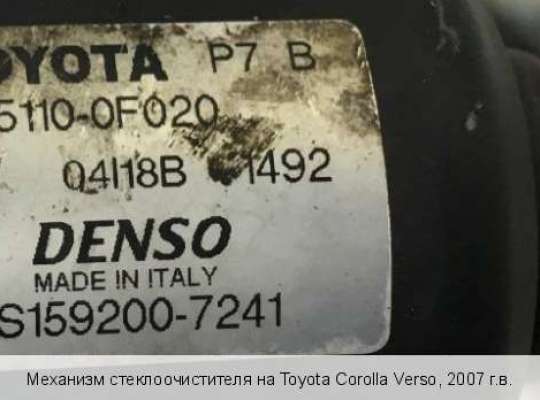 OYOTA P7 B
5110-0F020
04I18B 1492
DENSO
MADE IN ITALY
S159200-7241
Механизм стеклоочистителя на Toyota Corolla Verso, 2007 г.в.